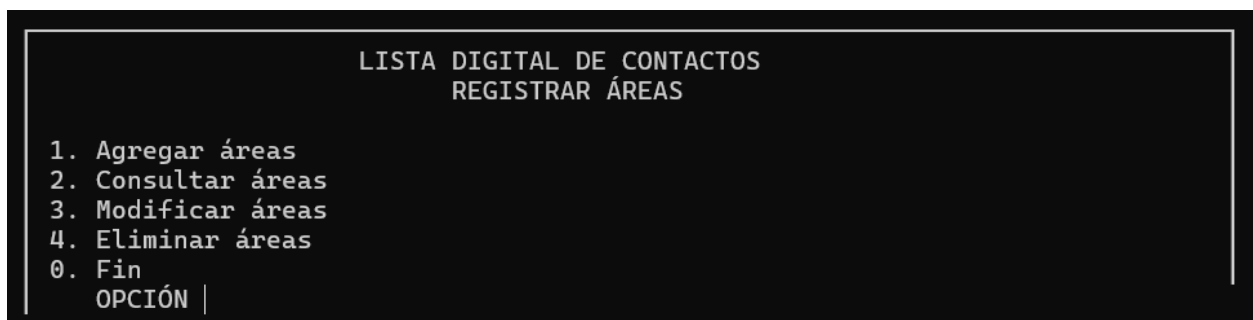 LISTA DIGITAL DE CONTACTOS
REGISTRAR ÁREAS
1. Agregar áreas
2. Consultar áreas
3. Modificar áreas
4. Eliminar áreas
0. Fin
OPCIÓN